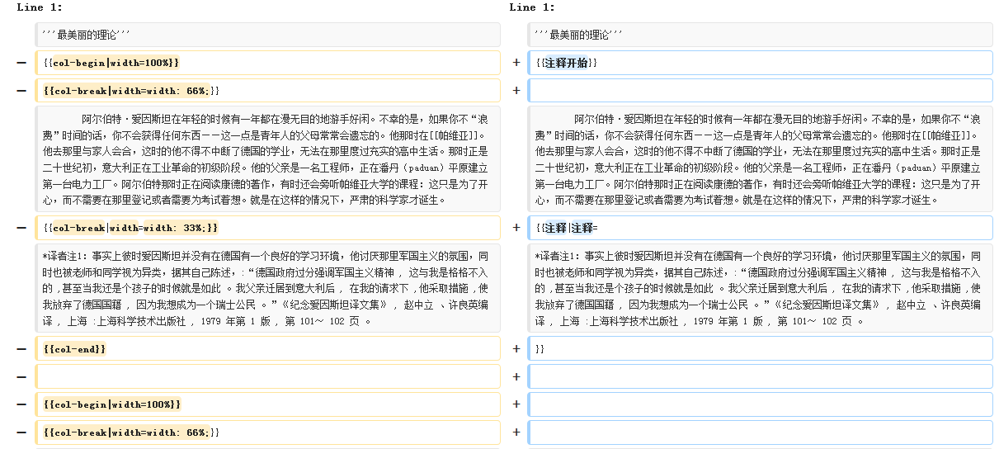 Line 1:
Line 1:
'''最美丽的理论'''
'''最美丽的理论'''
− {{col-begin|width=100%}}
+ {{注释开始}}
− {{col-break|width=width: 66%;}}
+
阿尔伯特·爱因斯坦在年轻的时候有一年都在漫无目的地游手好闲。不幸的是，如果你不“浪
费”时间的话，你不会获得任何东西——这一点是青年人的父母常常会遗忘的。他那时在[[帕维亚]]。
他去那里与家人会合，这时的他不得不中断了德国的学业，无法在那里度过充实的高中生活。那时正是
二十世纪初，意大利正在工业革命的初级阶段。他的父亲是一名工程师，正在潘丹（paduan）平原建立
第一台电力工厂。阿尔伯特那时正在阅读康德的著作，有时还会旁听帕维亚大学的课程：这只是为了开
心，而不需要在那里登记或者需要为考试着想。就是在这样的情况下，严肃的科学家才诞生。
阿尔伯特·爱因斯坦在年轻的时候有一年都在漫无目的地游手好闲。不幸的是，如果你不“浪
费”时间的话，你不会获得任何东西——这一点是青年人的父母常常会遗忘的。他那时在[[帕维亚]]。
他去那里与家人会合，这时的他不得不中断了德国的学业，无法在那里度过充实的高中生活。那时正是
二十世纪初，意大利正在工业革命的初级阶段。他的父亲是一名工程师，正在潘丹（paduan）平原建立
第一台电力工厂。阿尔伯特那时正在阅读康德的著作，有时还会旁听帕维亚大学的课程：这只是为了开
心，而不需要在那里登记或者需要为考试着想。就是在这样的情况下，严肃的科学家才诞生。
− {{col-break|width=width: 33%;}}
+ {{注释|注释=
*译者注1：事实上彼时爱因斯坦并没有在德国有一个良好的学习环境，他讨厌那里军国主义的氛围，同
时也被老师和同学视为异类，据其自己陈述，:“德国政府过分强调军国主义精神 ，这与我是格格不入
的 ,甚至当我还是个孩子的时候就是如此 。我父亲迁居到意大利后 ，在我的请求下 ,他采取措施 ,使
我放弃了德国国籍 ，因为我想成为一个瑞士公民 。”《纪念爱因斯坦译文集》 ，赵中立 、许良英编
译 ，上海 :上海科学技术出版社 ，1979 年第 1 版 ，第 101～ 102 页 。
*译者注1：事实上彼时爱因斯坦并没有在德国有一个良好的学习环境，他讨厌那里军国主义的氛围，同
时也被老师和同学视为异类，据其自己陈述，:“德国政府过分强调军国主义精神 ，这与我是格格不入
的 ,甚至当我还是个孩子的时候就是如此 。我父亲迁居到意大利后 ，在我的请求下 ,他采取措施 ,使
我放弃了德国国籍 ，因为我想成为一个瑞士公民 。”《纪念爱因斯坦译文集》 ，赵中立 、许良英编
译 ，上海 :上海科学技术出版社 ，1979 年第 1 版 ，第 101～ 102 页 。
− {{col-end}}
+ }}
−
+
− {{col-begin|width=100%}}
+
− {{col-break|width=width: 66%;}}
+